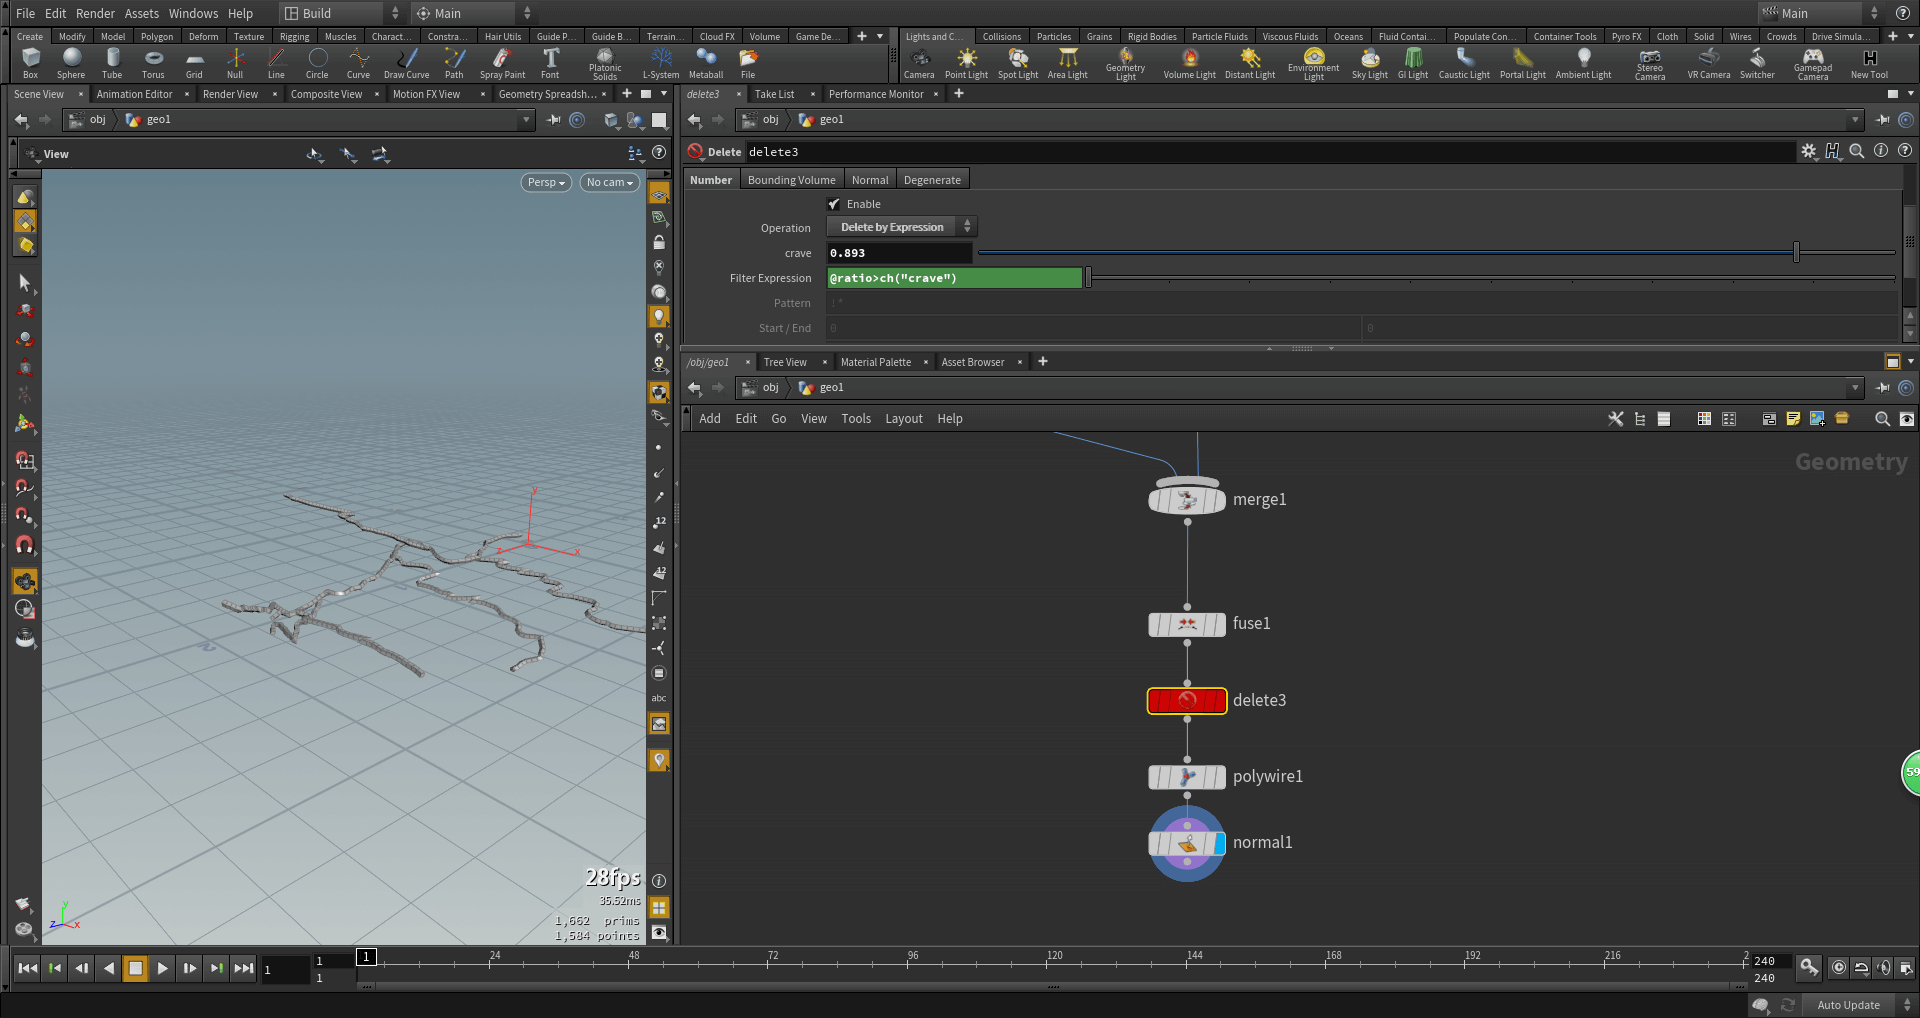 File Edit Render Assets Windows Help Build Main Main
Create Modify Model Polygon Deform Texture Rigging Muscles Charact... Constra... Hair Utils Guide P... Guide B... Terrain... Cloud FX Volume Game De...
Lights and C... Collisions Particles Grains Rigid Bodies Particle Fluids Viscous Fluids Oceans Fluid Contai... Populate Con... Container Tools Pyro FX Cloth Solid Wires Crowds Drive Simula...
Box Sphere Tube Torus Grid Null Line Circle Curve Draw Curve Path Spray Paint Font Platonic Solids L-System Metaball File
Camera Point Light Spot Light Area Light Geometry Light Volume Light Distant Light Environment Light Sky Light GI Light Caustic Light Portal Light Ambient Light Stereo Camera VR Camera Switcher Gamepad Camera New Tool
Scene View Animation Editor Render View Composite View Motion FX View Geometry Spreadsh...
delete3 Take List Performance Monitor
obj geo1
obj geo1
View
Delete delete3
Persp No cam
Number Bounding Volume Normal Degenerate
Enable
Operation Delete by Expression
crave 0.893
Filter Expression @ratio>ch("crave")
Pattern 1*
Start / End 0 0
/obj/geo1 Tree View Material Palette Asset Browser
obj geo1
Add Edit Go View Tools Layout Help
Geometry
merge1
fuse1
delete3
polywire1
normal1
y
z x
12
12
abc
59
28fps
35.52ms
1,662 prims
1,584 points
y
z x
1 1 1 1 24 48 72 96 120 144 168 192 216 2 240
240
Auto Update